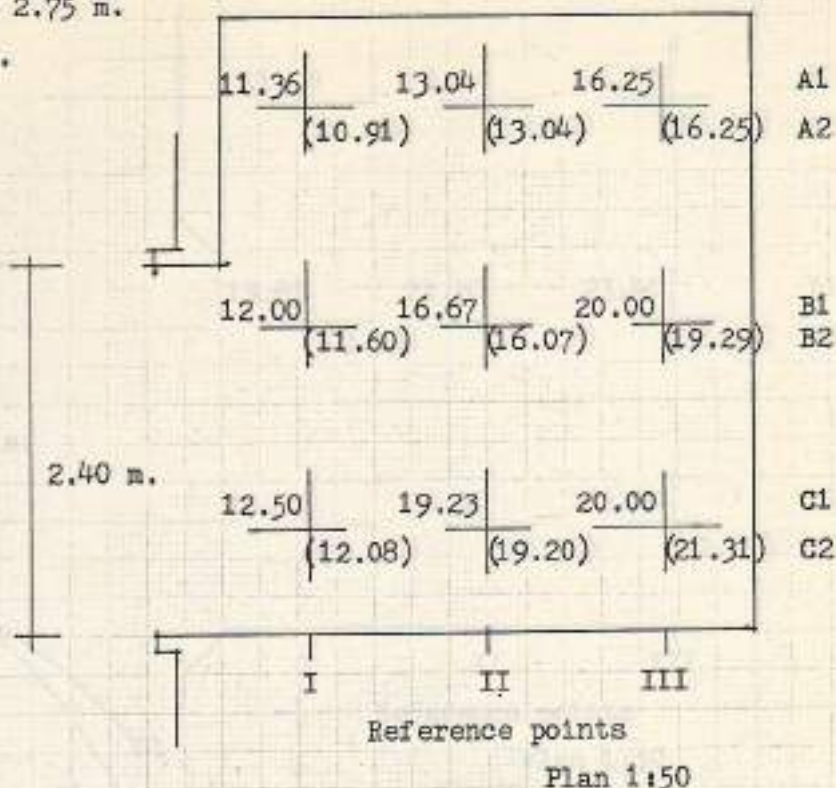 2.75 m.
11.36 13.04 16.25 A1
(10.91) (13.04) (16.25) A2
12.00 16.67 20.00 B1
(11.60) (16.07) (19.29) B2
2.40 m.
12.50 19.23 20.00 C1
(12.08) (19.20) (21.31) C2
I II III
Reference points
Plan 1:50